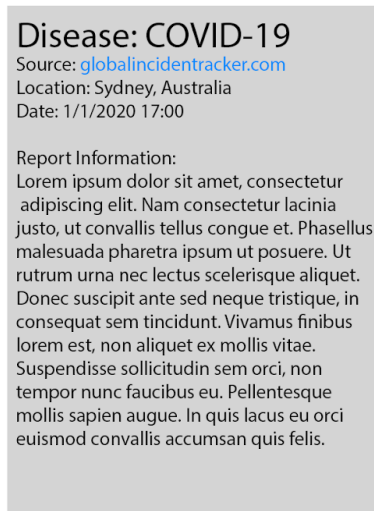 Disease: COVID-19
Source: globalincidentracker.com
Location: Sydney, Australia
Date: 1/1/2020 17:00
Report Information:
Lorem ipsum dolor sit amet, consectetur
adipiscing elit. Nam consectetur lacinia
justo, ut convallis tellus congue et. Phasellus
malesuada pharetra ipsum ut posuere. Ut
rutrum urna nec lectus scelerisque aliquet.
Donec suscipit ante sed neque tristique, in
consequat sem tincidunt. Vivamus finibus
lorem est, non aliquet ex mollis vitae.
Suspendisse sollicitudin sem orci, non
tempor nunc faucibus eu. Pellentesque
mollis sapien augue. In quis lacus eu orci
euismod convallis accumsan quis felis.